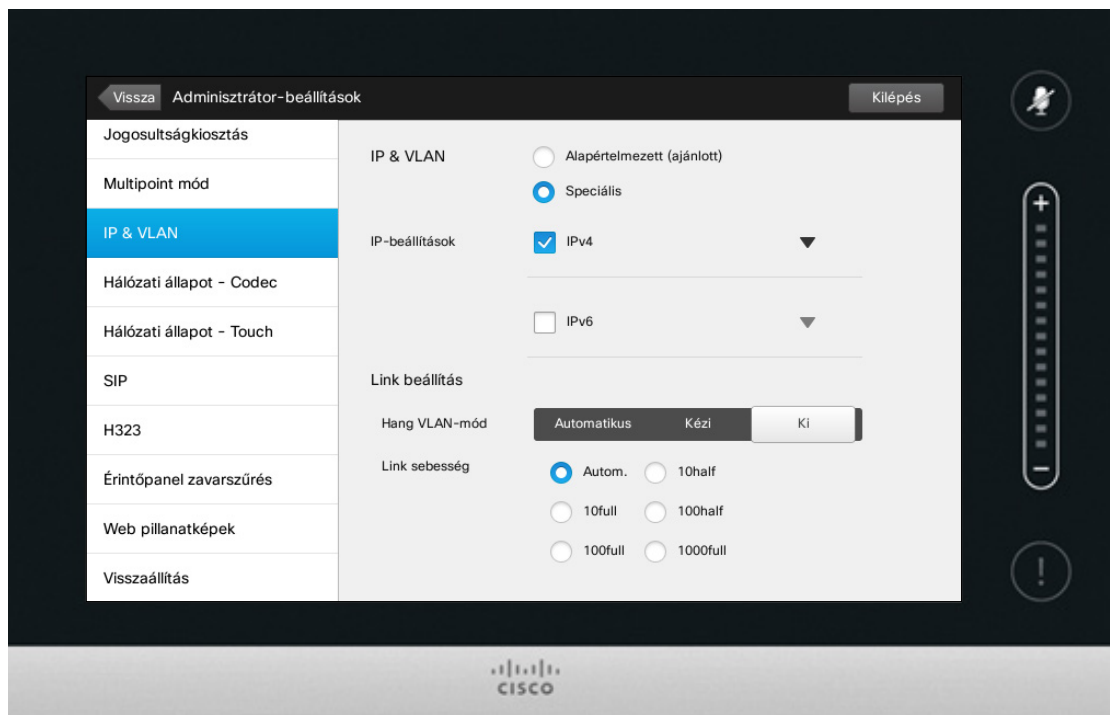 Vissza Adminisztrátor-beállítások Kilépés
Jogosultságkiosztás
Multipoint mód
IP & VLAN
Hálózati állapot - Codec
Hálózati állapot - Touch
SIP
H323
Érintőpanel zavarszűrés
Web pillanatképek
Visszaállítás
IP & VLAN Alapértelmezett (ajánlott)
Speciális
IP-beállítások IPv4
IPv6
Link beállítás
Hang VLAN-mód Automatikus Kézi Ki
Link sebesség Autom. 10half
10full 100half
100full 1000full
+
-
!
CISCO